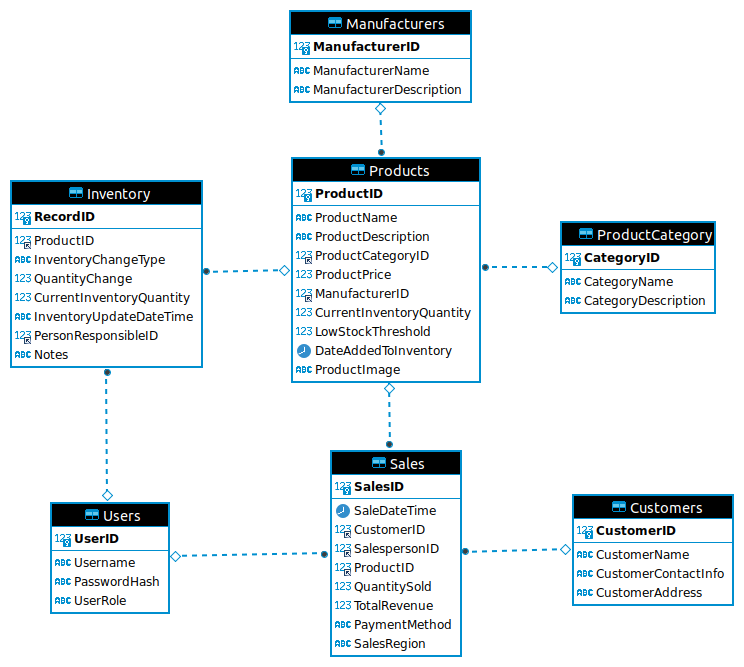 Manufacturers
123 ManufacturerID
ABC ManufacturerName
ABC ManufacturerDescription
Products
123 ProductID
ABC ProductName
ABC ProductDescription
123 ProductCategoryID
123 ProductPrice
123 ManufacturerID
123 CurrentInventoryQuantity
123 LowStockThreshold
DateAddedToInventory
ABC ProductImage
Inventory
123 RecordID
123 ProductID
ABC InventoryChangeType
123 QuantityChange
123 CurrentInventoryQuantity
ABC InventoryUpdateDateTime
123 PersonResponsibleID
ABC Notes
ProductCategory
123 CategoryID
ABC CategoryName
ABC CategoryDescription
Sales
123 SalesID
SaleDateTime
123 CustomerID
123 SalespersonID
123 ProductID
123 QuantitySold
123 TotalRevenue
ABC PaymentMethod
ABC SalesRegion
Users
123 UserID
ABC Username
ABC PasswordHash
ABC UserRole
Customers
123 CustomerID
ABC CustomerName
ABC CustomerContactInfo
ABC CustomerAddress